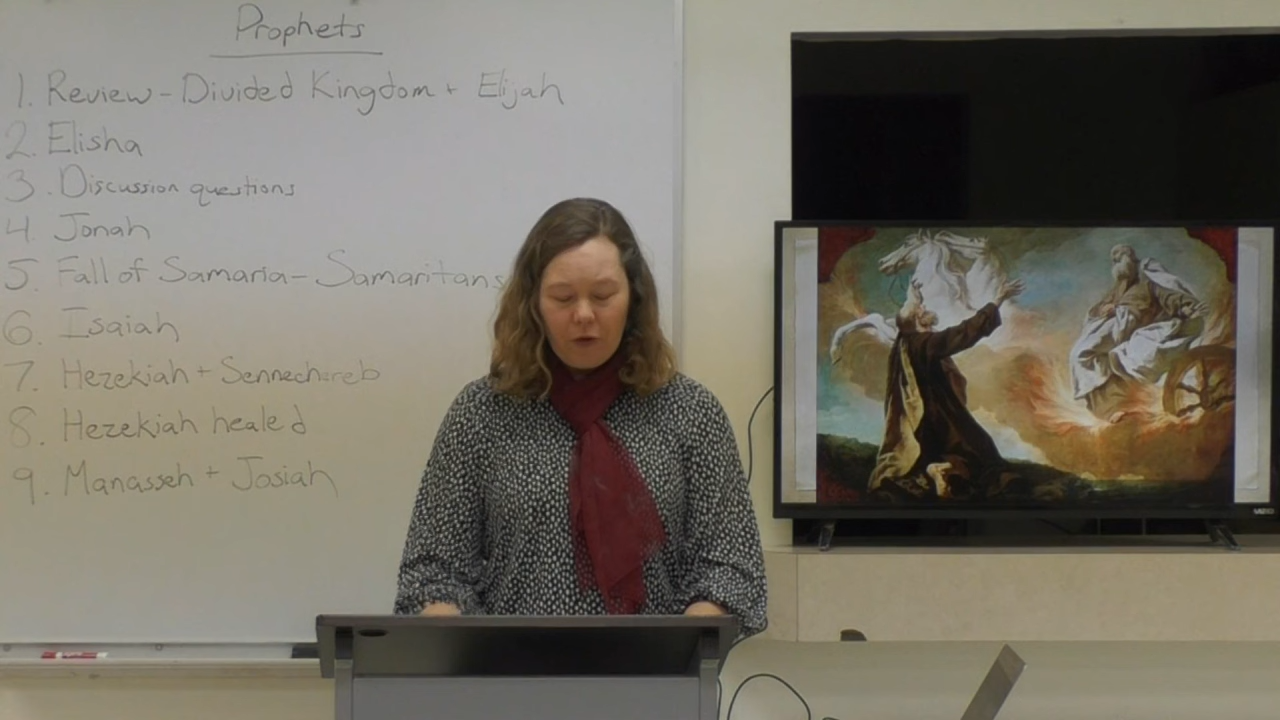 Prophets
1. Review - Divided Kingdom + Elijah
2. Elisha
3. Discussion questions
4. Jonah
5. Fall of Samaria - Samaritans
6. Isaiah
7. Hezekiah + Sennechereb
8. Hezekiah healed
9. Manasseh + Josiah
VIZIO